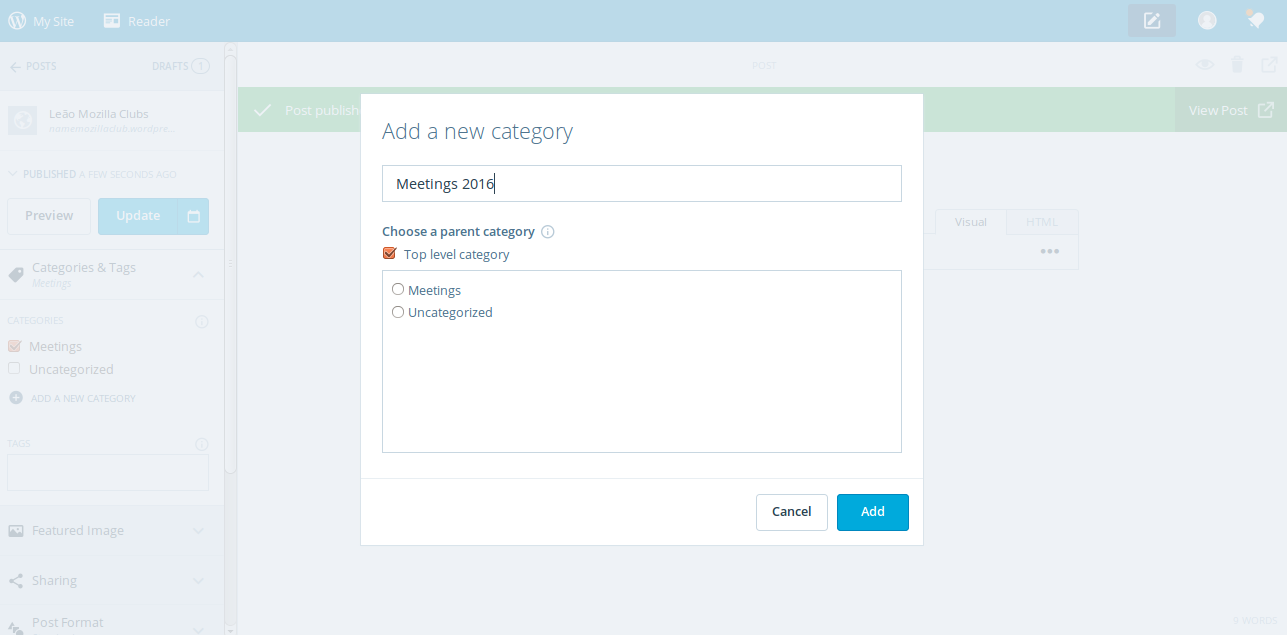 My Site
Reader
POSTS
DRAFTS 1
POST
Leão Mozilla Clubs
namemozillaclub.wordpre...
Post publish
View Post
PUBLISHED A FEW SECONDS AGO
Preview
Update
Categories & Tags
Meetings
CATEGORIES
Meetings
Uncategorized
ADD A NEW CATEGORY
TAGS
Featured Image
Sharing
Post Format
Add a new category
Meetings 2016
Choose a parent category
Top level category
Meetings
Uncategorized
Cancel
Add
Visual
HTML
9 WORDS